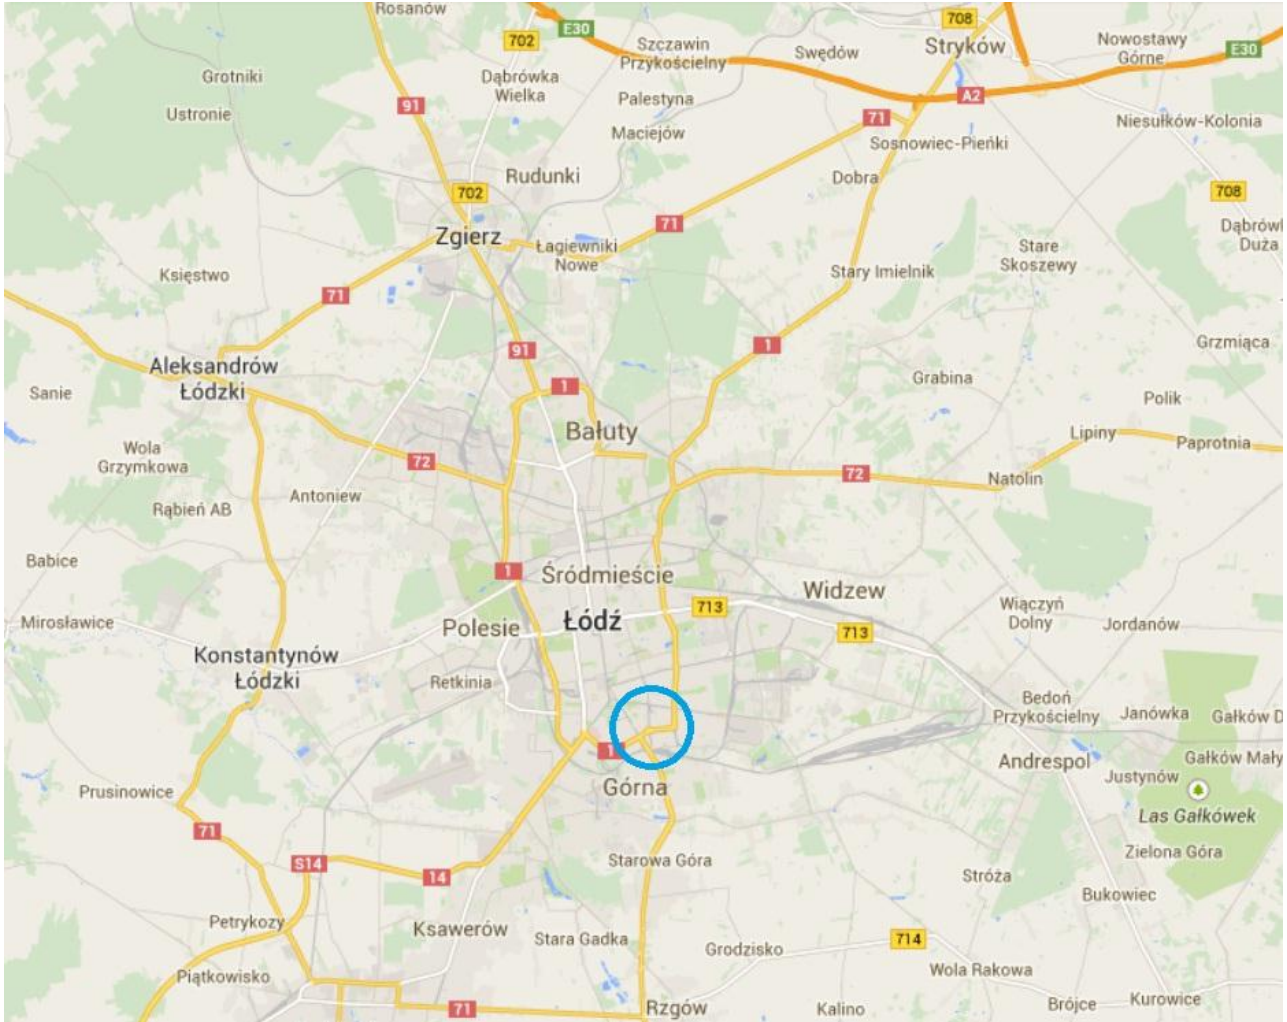 Rosanów
708
E30
702
Szczawin
Przykościelny
Swędów
Stryków
Nowostawy
Górne
E30
Grotniki
Dąbrówka
Wielka
91
Palestyna
A2
Ustronie
71
Niesułków-Kolonia
Maciejów
Sosnowiec-Pieńki
Rudunki
Dobra
702
708
71
Dąbrów
Duża
Zgierz
Łagiewniki
Nowe
Stare
Skoszewy
Księstwo
Stary Imielnik
71
91
1
Grzmiąca
Aleksandrów
Łódzki
1
Grabina
Sanie
Polik
Bałuty
Lipiny
Paprotnia
Wola
Grzymkowa
72
72
Natolin
Antoniew
Rąbień AB
Babice
1
Śródmieście
Widzew
713
Wiączyń
Dolny
Mirosławice
Polesie
Łódź
713
Jordanów
Konstantynów
Łódzki
Retkinia
Bedoń
Przykościelny
Janówka
Gałków D
1
Andrespol
Gałków Mały
Justynów
Górna
Prusinowice
Las Gałkówek
71
Zielona Góra
S14
14
Starowa Góra
Stróża
Bukowiec
Petrykozy
Ksawerów
Stara Gadka
Grodzisko
714
Piątkowisko
Wola Rakowa
71
Rzgów
Kalino
Brójce
Kurowice